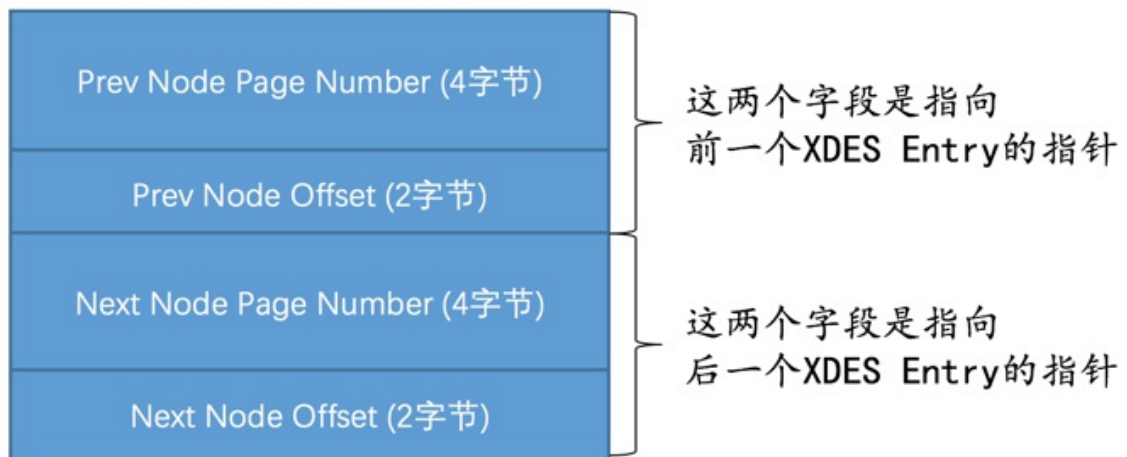 Prev Node Page Number (4字节)
Prev Node Offset (2字节)
这两个字段是指向
前一个XDES Entry的指针
Next Node Page Number (4字节)
Next Node Offset (2字节)
这两个字段是指向
后一个XDES Entry的指针